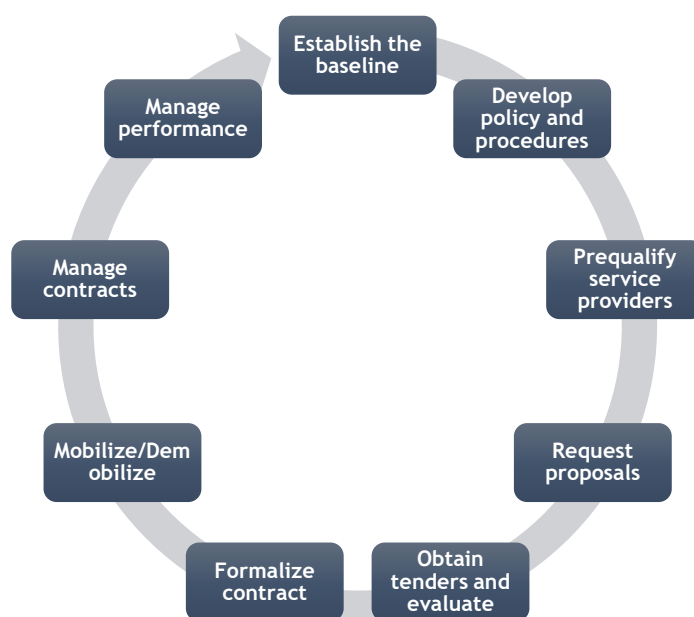 Establish the
baseline
Develop
policy and
procedures
Prequalify
service
providers
Request
proposals
Obtain
tenders and
evaluate
Formalize
contract
Mobilize/Dem
obilize
Manage
contracts
Manage
performance